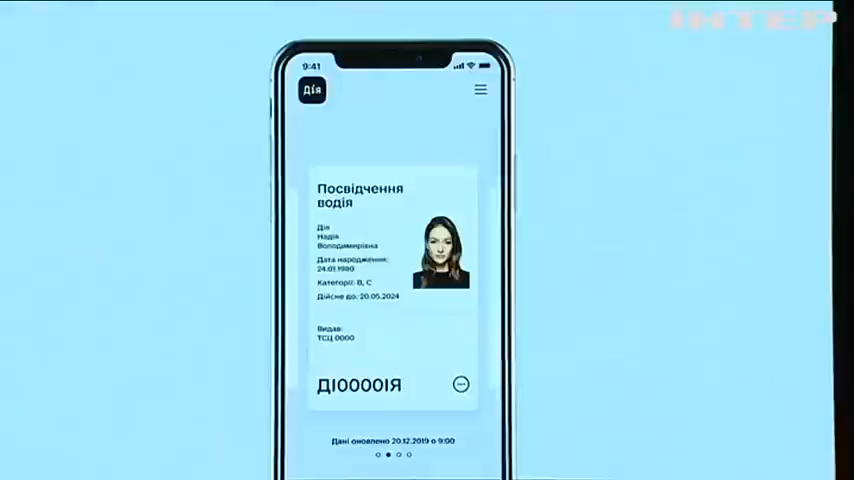 ІНТЕР
9:41
Дія
Посвідчення
водія
Дія
Надія
Володимирівна
Дата народження:
24.01.1980
Категорії: B, C
Дійсне до: 20.05.2024
Видав:
ТСЦ 0000
ДІ0000ІЯ
Дані оновлено 20.12.2019 о 9:00